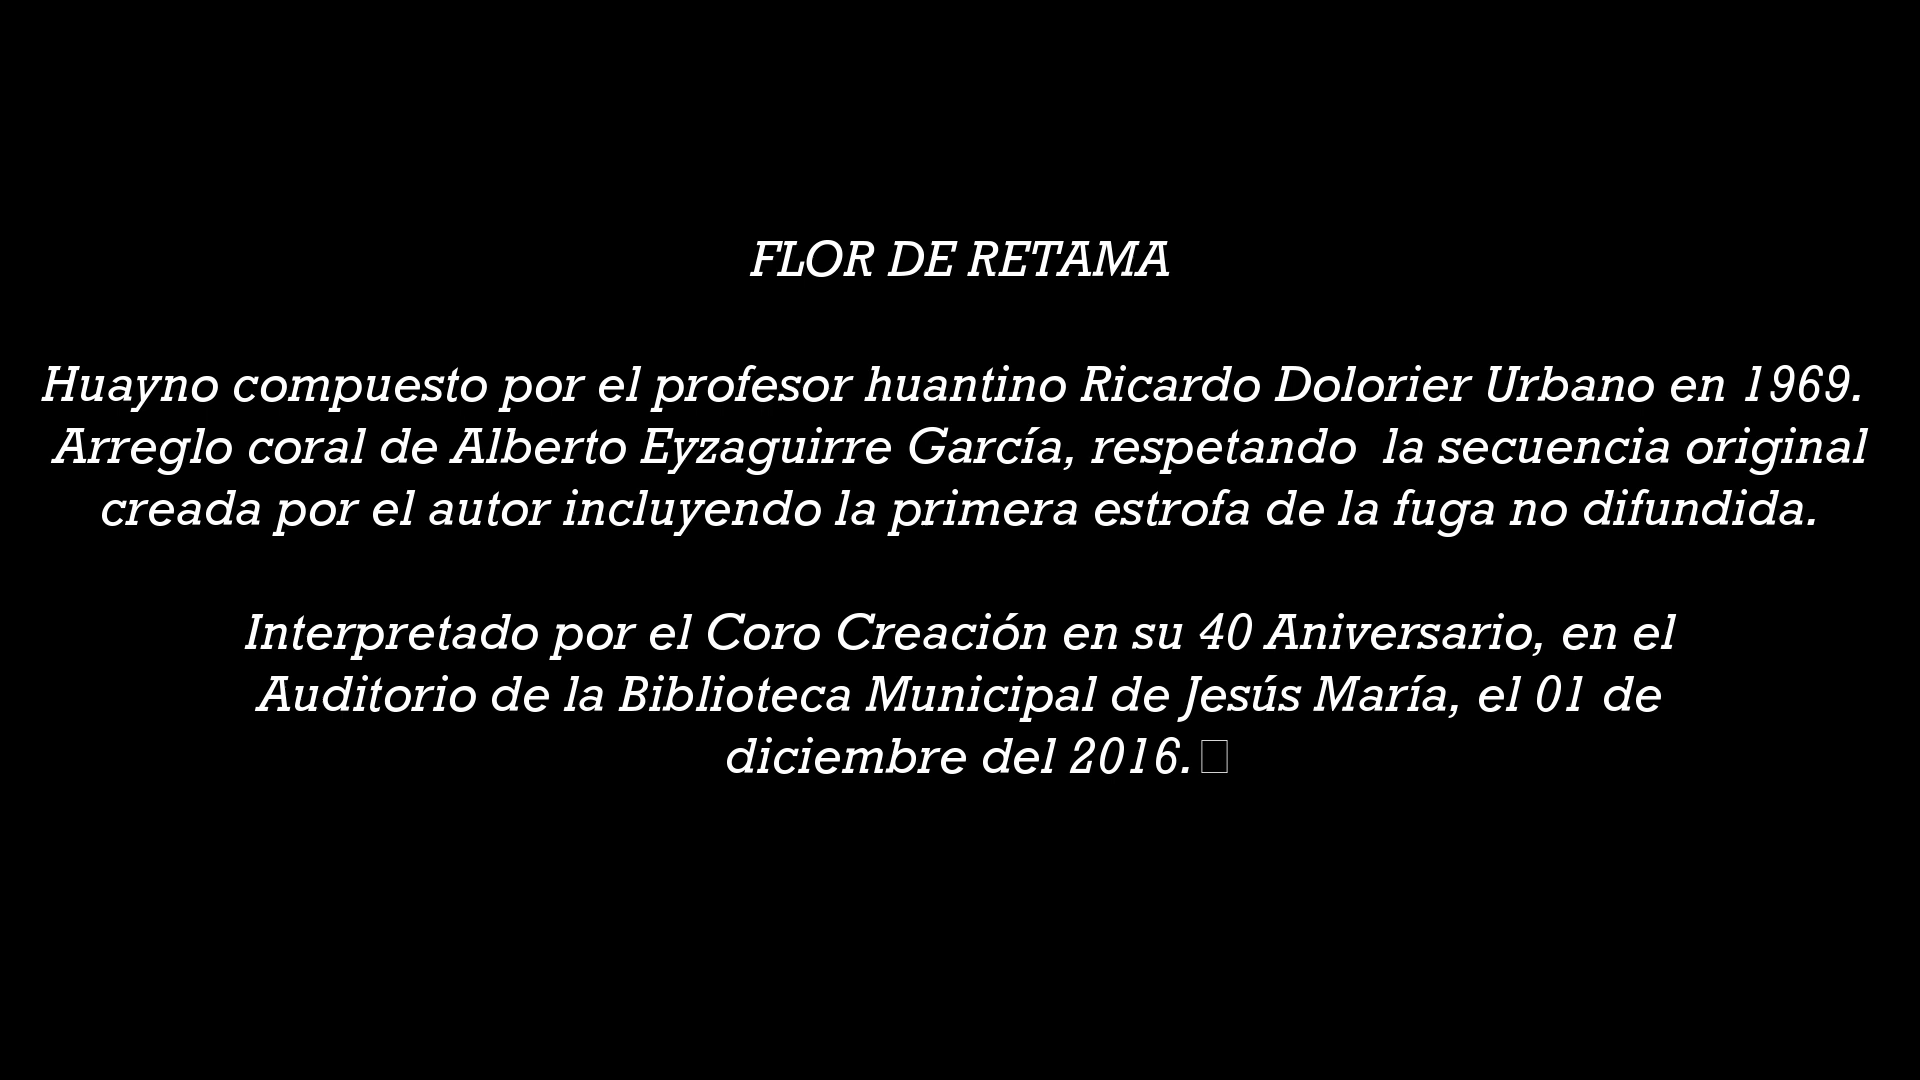 FLOR DE RETAMA
Huayno compuesto por el profesor huantino Ricardo Dolorier Urbano en 1969.
Arreglo coral de Alberto Eyzaguirre García, respetando  la secuencia original
creada por el autor incluyendo la primera estrofa de la fuga no difundida.
Interpretado por el Coro Creación en su 40 Aniversario, en el
Auditorio de la Biblioteca Municipal de Jesús María, el 01 de
diciembre del 2016.